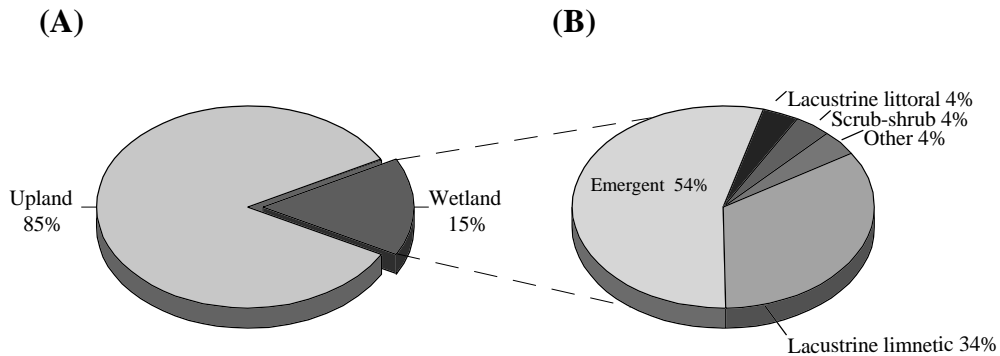 (A)
(B)
Upland
85%
Wetland
15%
Lacustrine littoral 4%
Scrub-shrub 4%
Other 4%
Emergent 54%
Lacustrine limnetic 34%